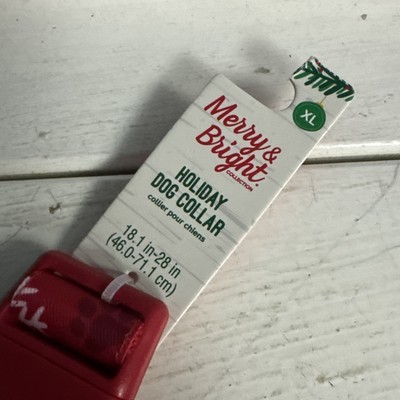 XL
Merry &
Bright.
COLLECTION
HOLIDAY
DOG COLLAR
collier pour chiens
18.1 in-28 in
(46.0-71.1 cm)